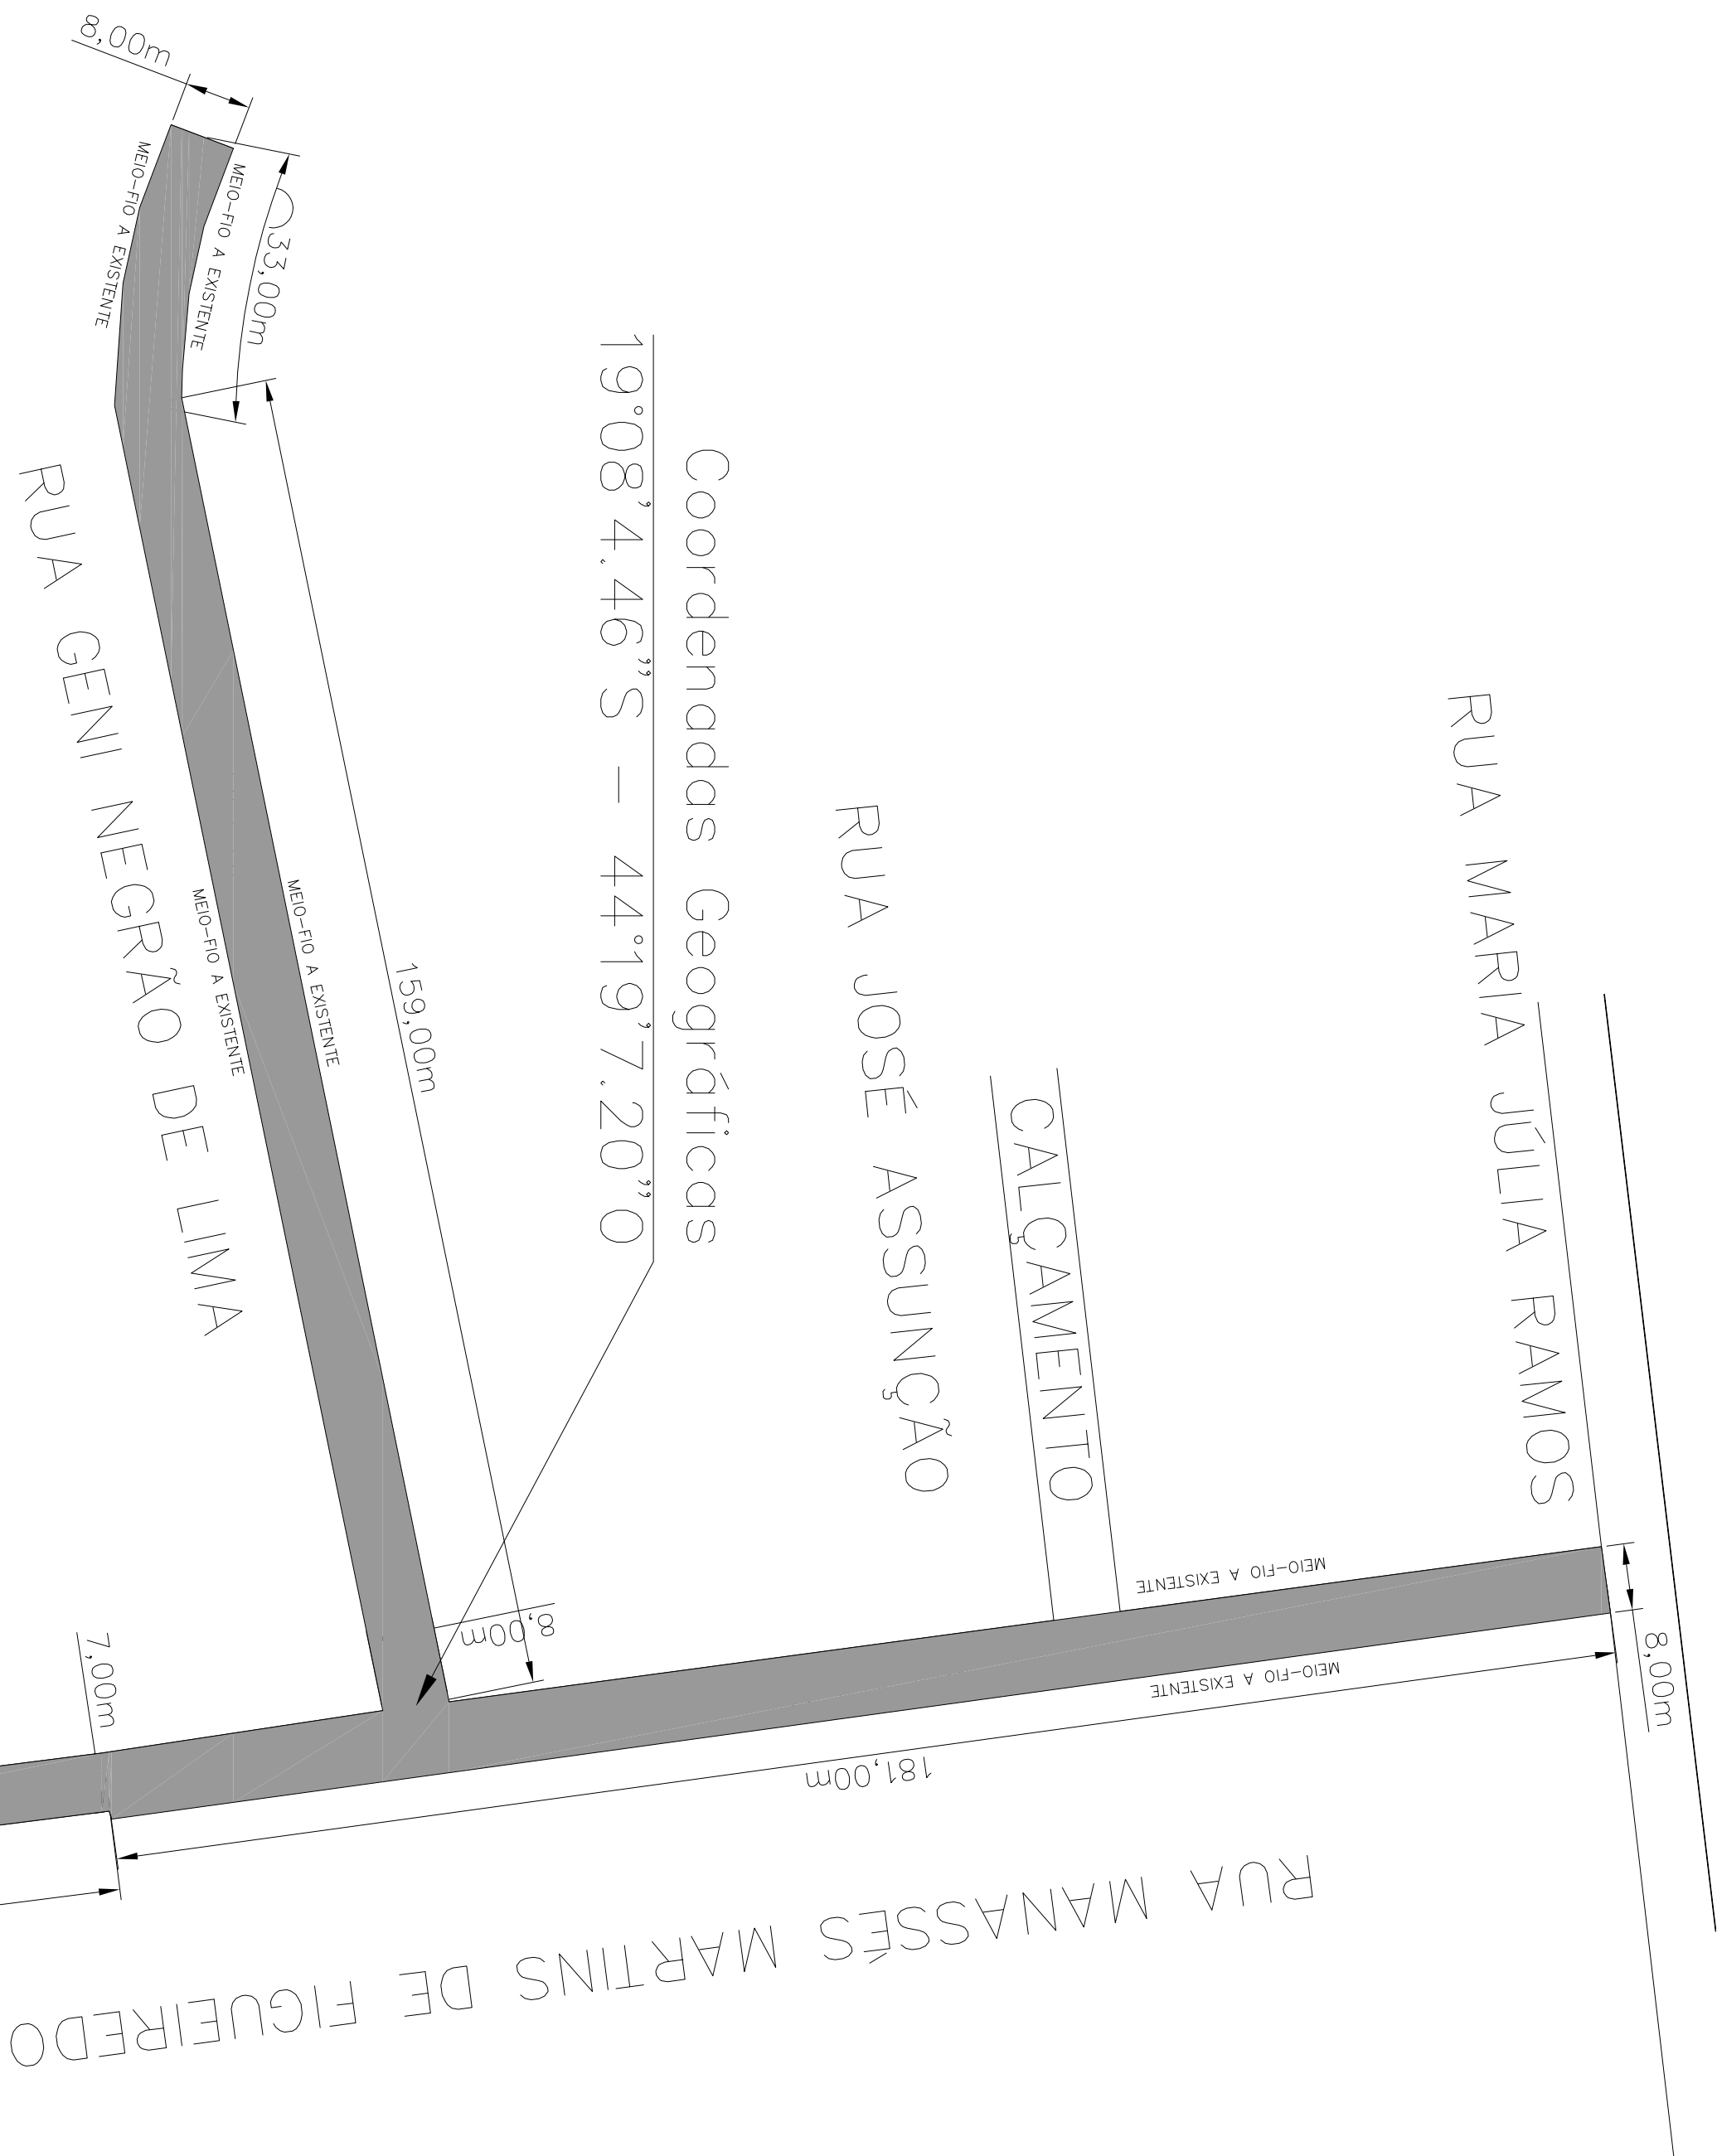 8,00m
MEIO-FIO A EXISTENTE
MEIO-FIO A EXISTENTE
33,00m
159,00m
RUA GENI NEGRÃO DE LIMA
MEIO-FIO A EXISTENTE
MEIO-FIO A EXISTENTE
Coordenadas Geográficas
19°08'4.46"S - 44°19'7.20"O
RUA JOSÉ ASSUNÇÃO
CALÇAMENTO
RUA MARIA JÚLIA RAMOS
8,00m
MEIO-FIO A EXISTENTE
MEIO-FIO A EXISTENTE
8,00m
7,00m
181,00m
RUA MANASSÉS MARTINS DE FIGUEIREDO